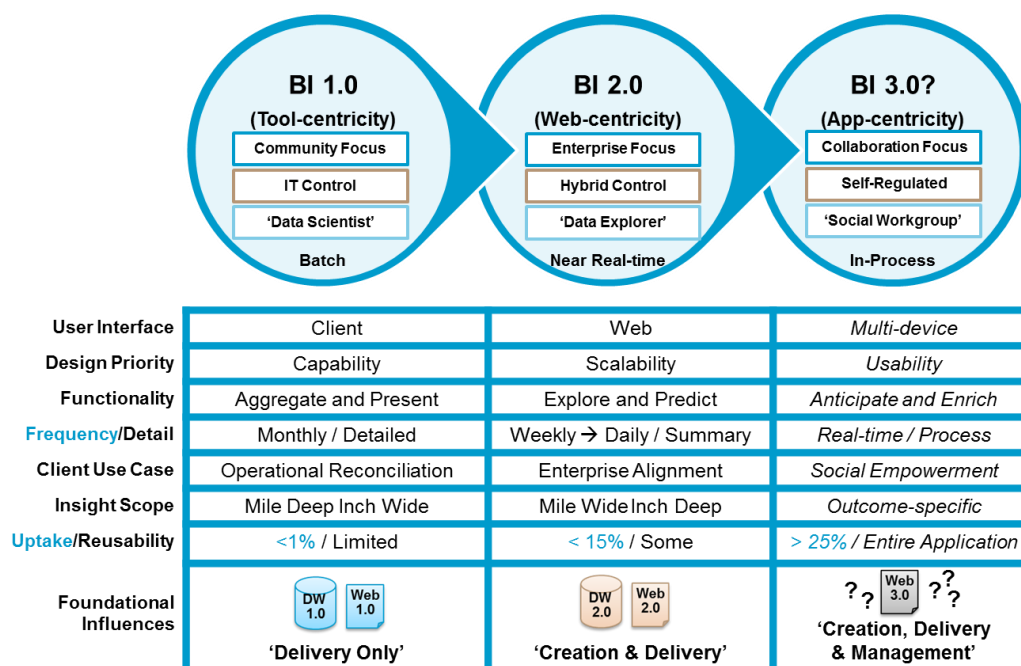 BI 1.0
(Tool-centricity)
Community Focus
IT Control
‘Data Scientist’
Batch
BI 2.0
(Web-centricity)
Enterprise Focus
Hybrid Control
‘Data Explorer’
Near Real-time
BI 3.0?
(App-centricity)
Collaboration Focus
Self-Regulated
‘Social Workgroup’
In-Process
User Interface Client Web Multi-device
Design Priority Capability Scalability Usability
Functionality Aggregate and Present Explore and Predict Anticipate and Enrich
Frequency/Detail Monthly / Detailed Weekly → Daily / Summary Real-time / Process
Client Use Case Operational Reconciliation Enterprise Alignment Social Empowerment
Insight Scope Mile Deep Inch Wide Mile Wide Inch Deep Outcome-specific
Uptake/Reusability <1% / Limited < 15% / Some > 25% / Entire Application
Foundational
Influences
DW
1.0
Web
1.0
‘Delivery Only’
DW
2.0
Web
2.0
‘Creation & Delivery’
? ? Web
3.0 ? ? ?
‘Creation, Delivery
& Management’